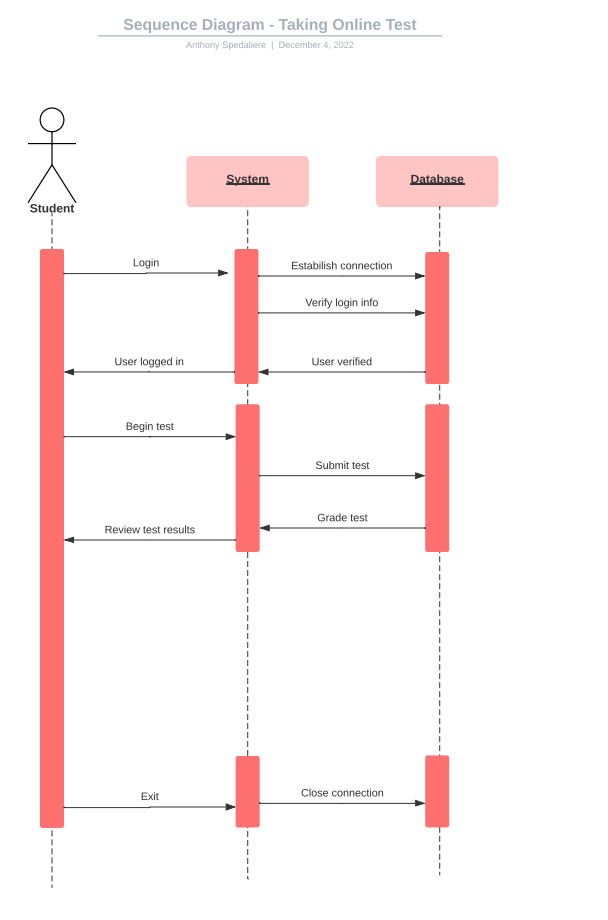 Sequence Diagram - Taking Online Test
Anthony Spedaliere | December 4, 2022
Student
System
Database
Login
Estabilish connection
Verify login info
User logged in
User verified
Begin test
Submit test
Grade test
Review test results
Exit
Close connection